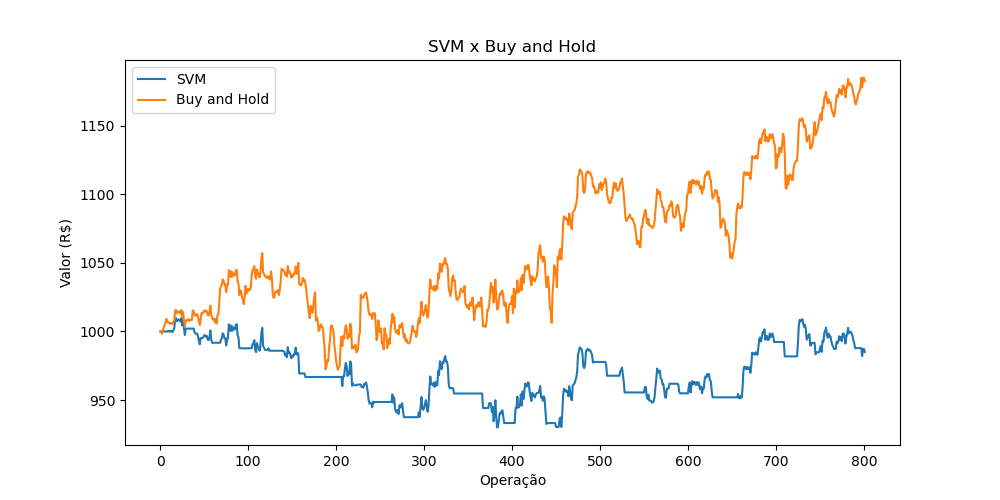 SVM x Buy and Hold
SVM
Buy and Hold
Valor (R$)
1150
1100
1050
1000
950
0 100 200 300 400 500 600 700 800
Operação